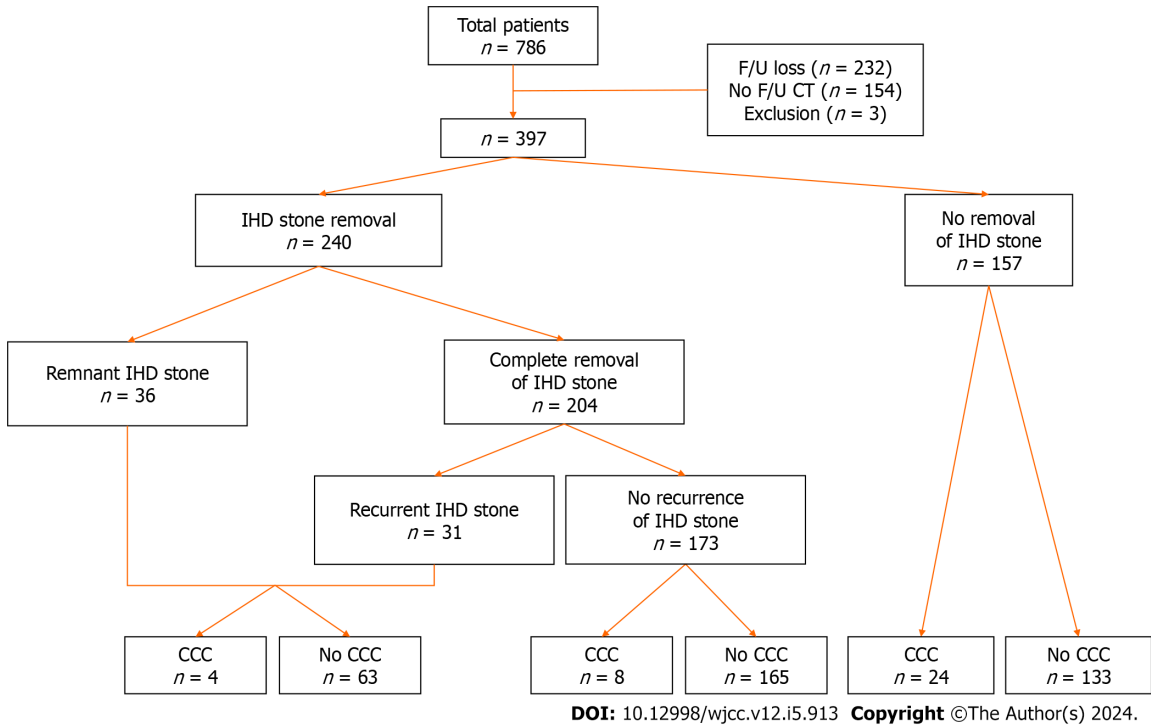 Total patients
n = 786
F/U loss (n = 232)
No F/U CT (n = 154)
Exclusion (n = 3)
n = 397
IHD stone removal
n = 240
No removal
of IHD stone
n = 157
Remnant IHD stone
n = 36
Complete removal
of IHD stone
n = 204
Recurrent IHD stone
n = 31
No recurrence
of IHD stone
n = 173
CCC
n = 4
No CCC
n = 63
CCC
n = 8
No CCC
n = 165
CCC
n = 24
No CCC
n = 133
DOI: 10.12998/wjcc.v12.i5.913 Copyright ©The Author(s) 2024.